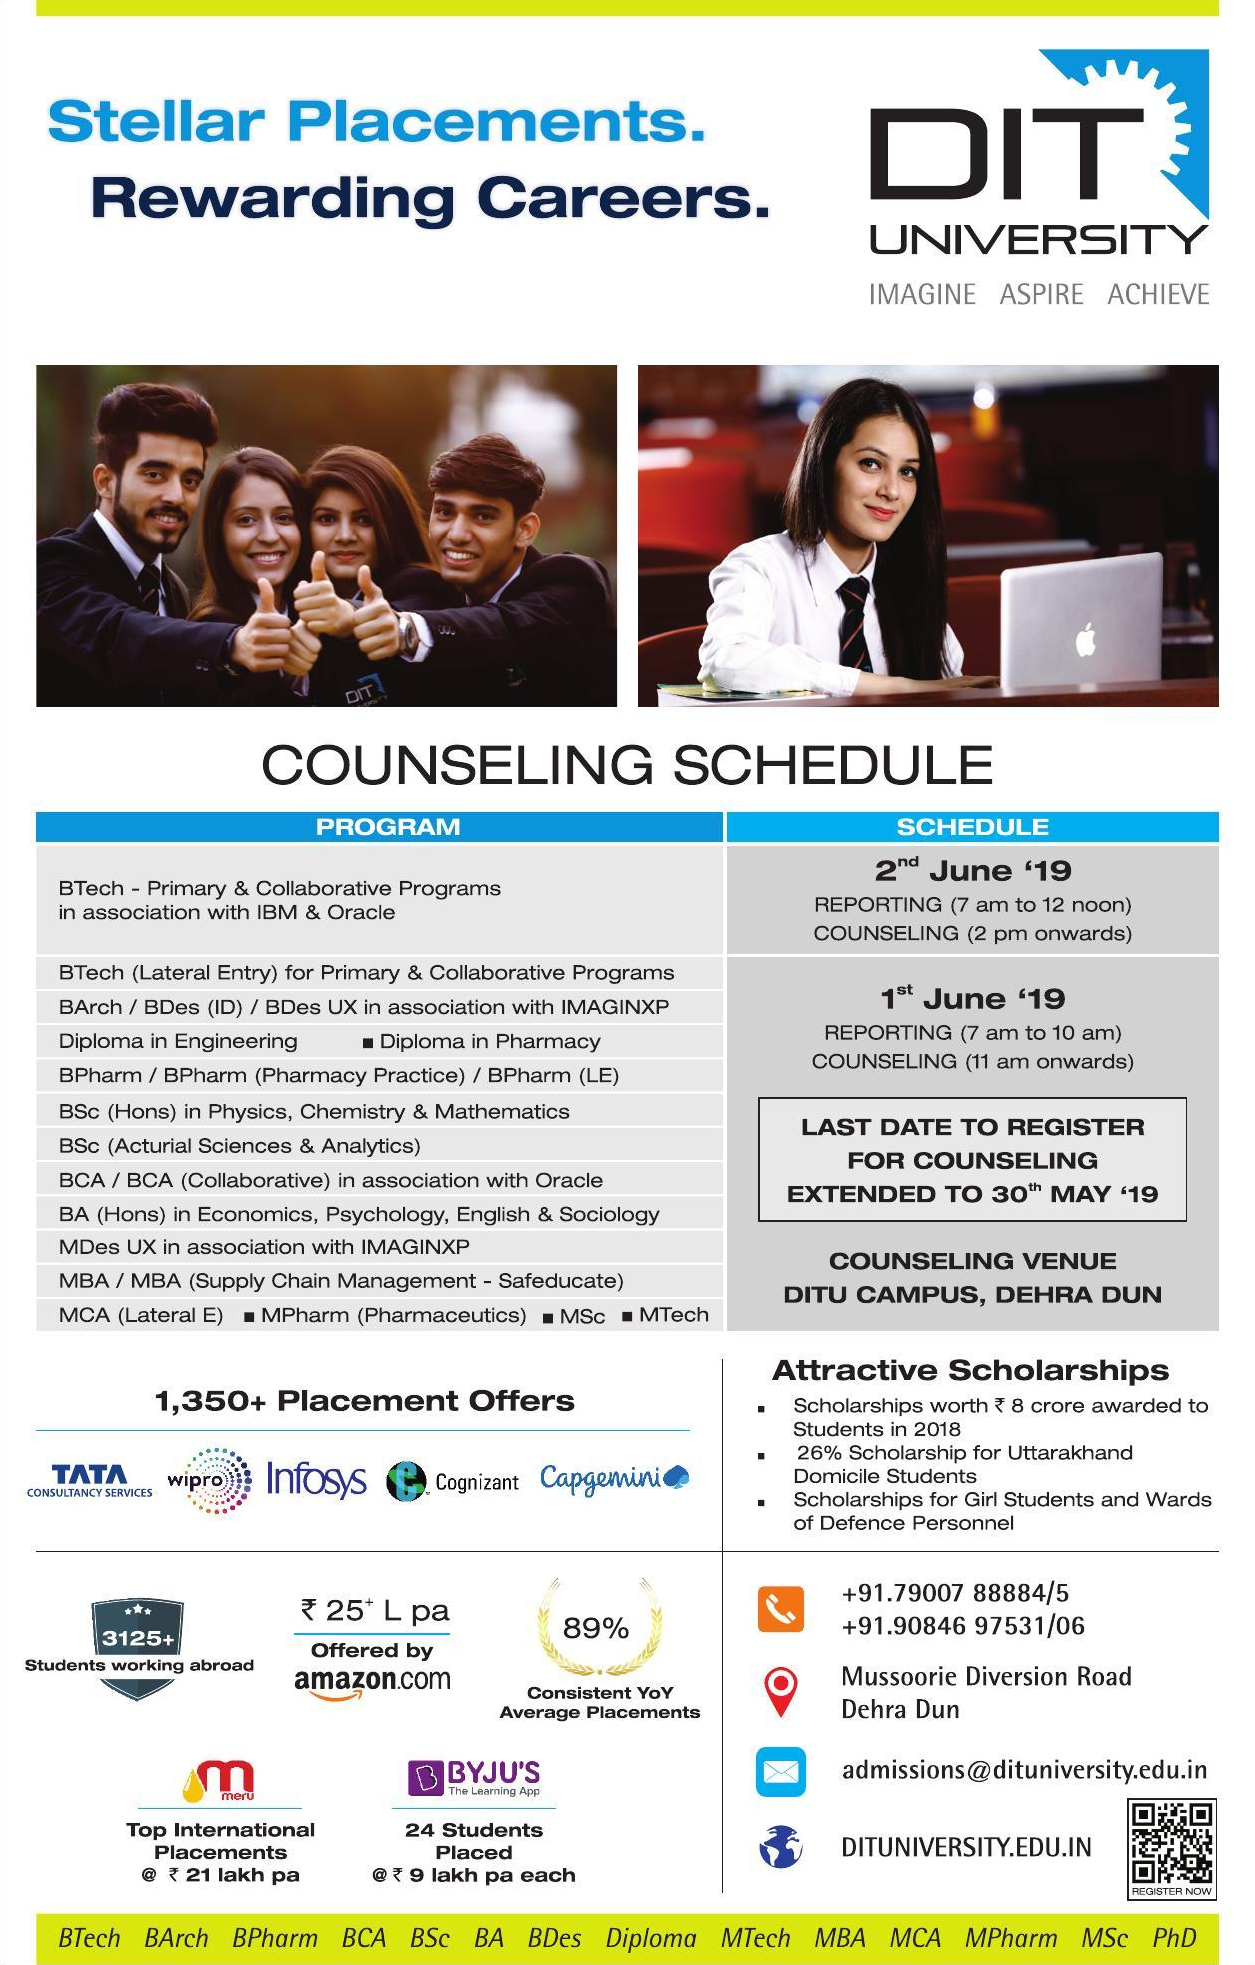 Stellar Placements.
Rewarding Careers.
DIT
UNIVERSITY
IMAGINE ASPIRE ACHIEVE
DIT
COUNSELING SCHEDULE
PROGRAM
SCHEDULE
BTech - Primary & Collaborative Programs
in association with IBM & Oracle
2nd June ‘19
REPORTING (7 am to 12 noon)
COUNSELING (2 pm onwards)
BTech (Lateral Entry) for Primary & Collaborative Programs
BArch / BDes (ID) / BDes UX in association with IMAGINXP
Diploma in Engineering ▪ Diploma in Pharmacy
BPharm / BPharm (Pharmacy Practice) / BPharm (LE)
BSc (Hons) in Physics, Chemistry & Mathematics
BSc (Acturial Sciences & Analytics)
BCA / BCA (Collaborative) in association with Oracle
BA (Hons) in Economics, Psychology, English & Sociology
MDes UX in association with IMAGINXP
MBA / MBA (Supply Chain Management - Safeducate)
MCA (Lateral E) ▪ MPharm (Pharmaceutics) ▪ MSc ▪ MTech
1st June ‘19
REPORTING (7 am to 10 am)
COUNSELING (11 am onwards)
LAST DATE TO REGISTER
FOR COUNSELING
EXTENDED TO 30th MAY ‘19
COUNSELING VENUE
DITU CAMPUS, DEHRA DUN
1,350+ Placement Offers
TATA
CONSULTANCY SERVICES
wipro
Infosys
Cognizant
Capgemini
Attractive Scholarships
▪ Scholarships worth ₹ 8 crore awarded to
Students in 2018
▪ 26% Scholarship for Uttarakhand
Domicile Students
▪ Scholarships for Girl Students and Wards
of Defence Personnel
3125+
Students working abroad
₹ 25+ L pa
Offered by
amazon.com
89%
Consistent YoY
Average Placements
meru
Top International
Placements
@ ₹ 21 lakh pa
BYJU'S
The Learning App
24 Students
Placed
@ ₹ 9 lakh pa each
+91.79007 88884/5
+91.90846 97531/06
Mussoorie Diversion Road
Dehra Dun
admissions@dituniversity.edu.in
DITUNIVERSITY.EDU.IN
REGISTER NOW
BTech BArch BPharm BCA BSc BA BDes Diploma MTech MBA MCA MPharm MSc PhD